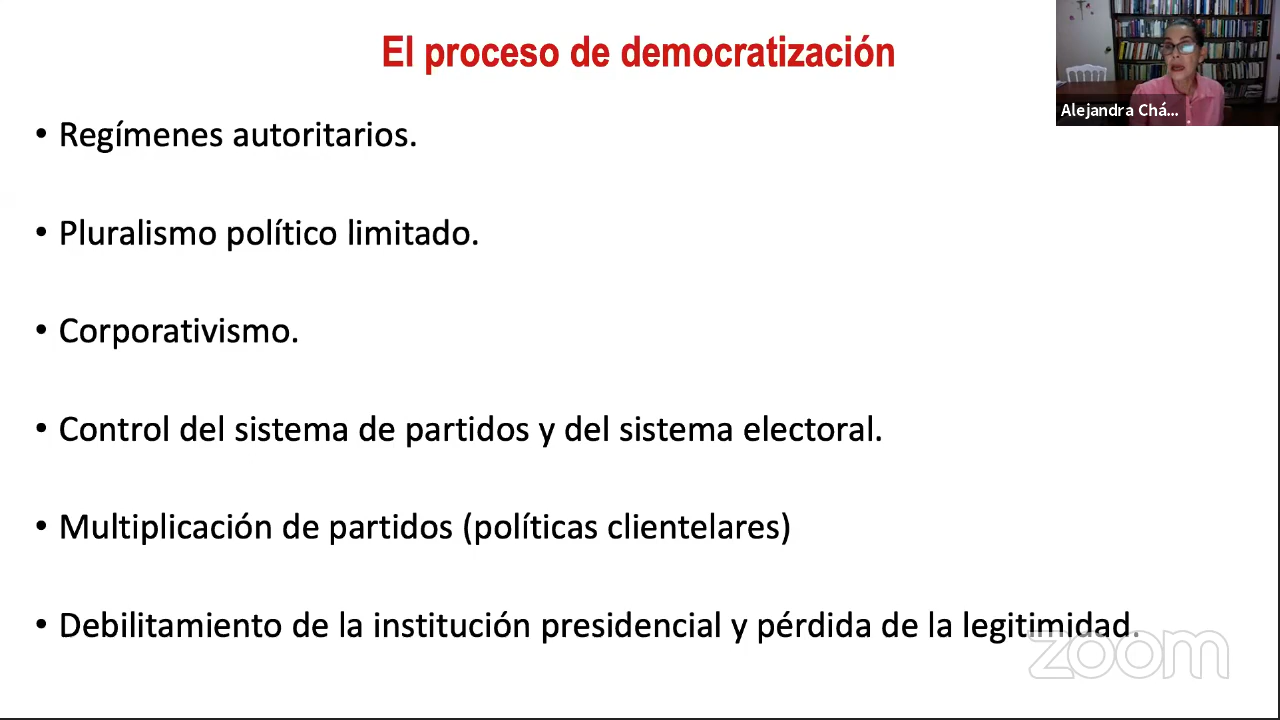 El proceso de democratización
Alejandra Chá...
• Regímenes autoritarios.
• Pluralismo político limitado.
• Corporativismo.
• Control del sistema de partidos y del sistema electoral.
• Multiplicación de partidos (políticas clientelares)
• Debilitamiento de la institución presidencial y pérdida de la legitimidad.
zoom